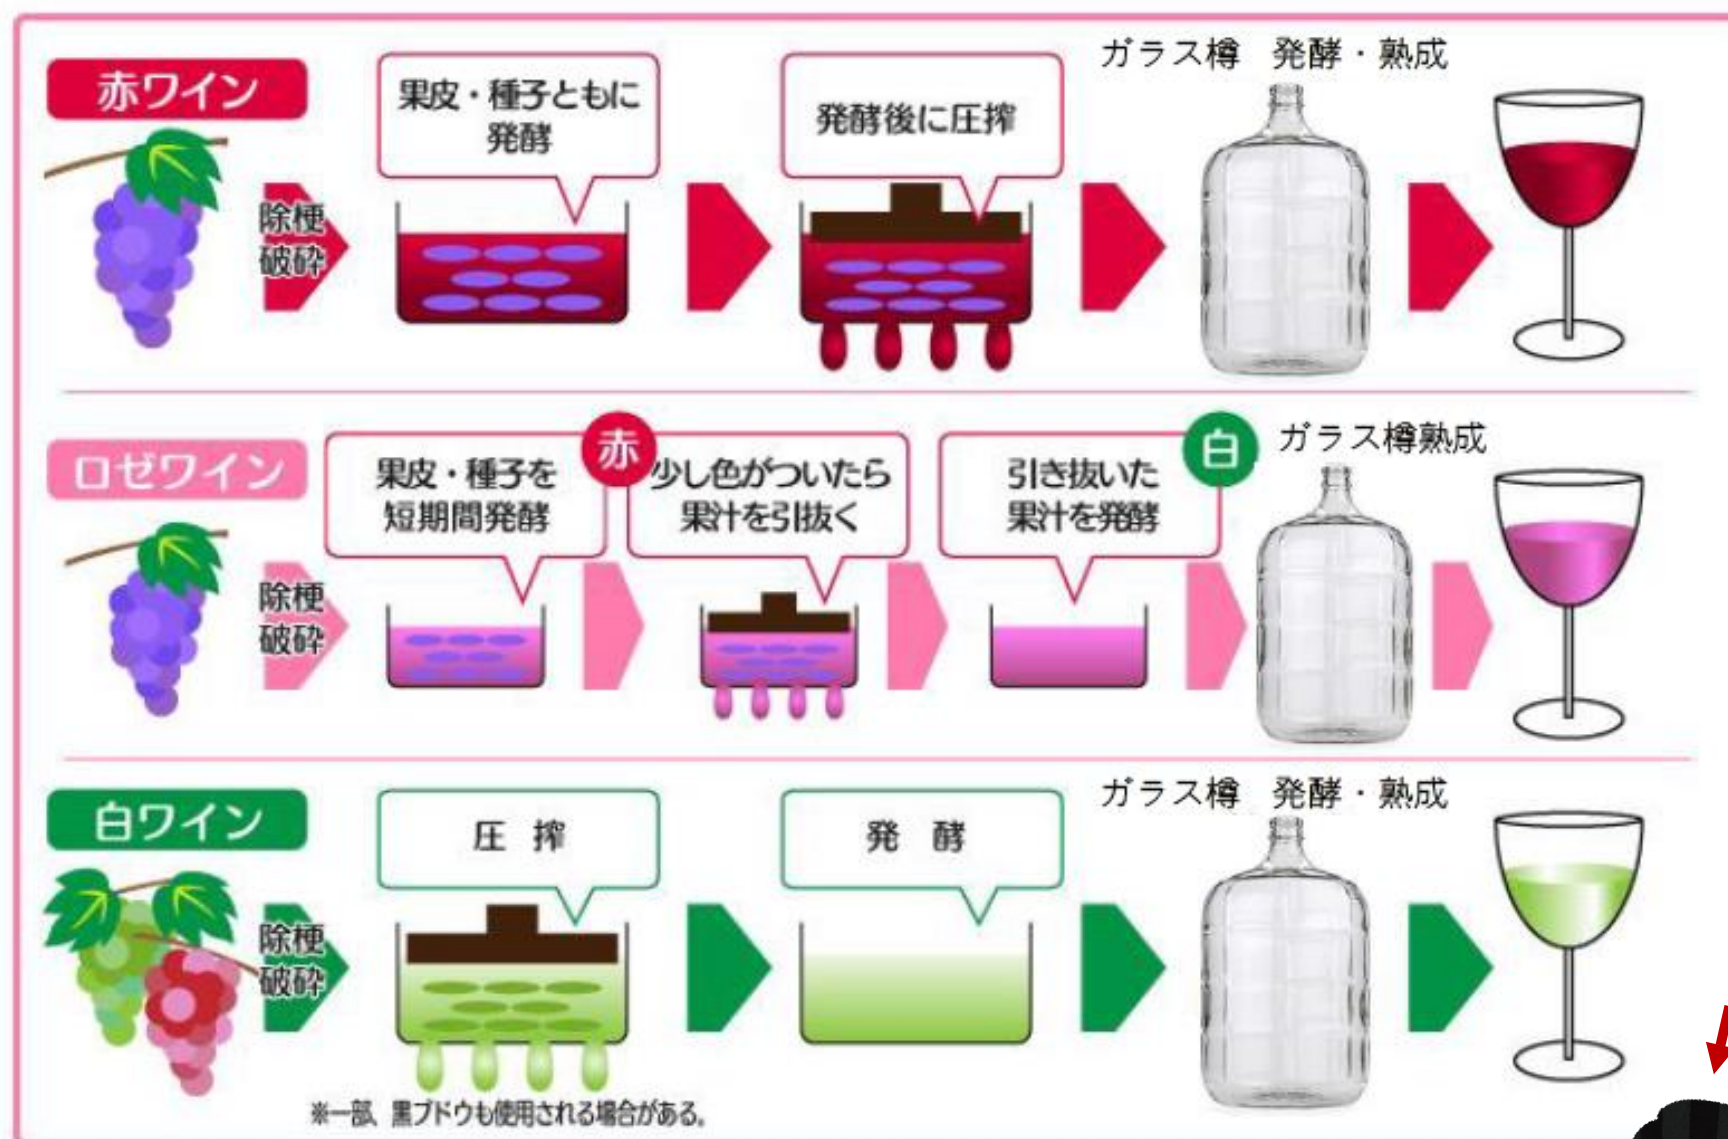 赤ワイン
果皮・種子ともに
発酵
発酵後に圧搾
ガラス樽 発酵・熟成
除梗
破砕
ロゼワイン
果皮・種子を
短期間発酵
赤
少し色がついたら
果汁を引抜く
引き抜いた
果汁を発酵
白
ガラス樽熟成
除梗
破砕
白ワイン
圧 搾
発 酵
ガラス樽 発酵・熟成
除梗
破砕
※一部、黒ブドウも使用される場合がある。